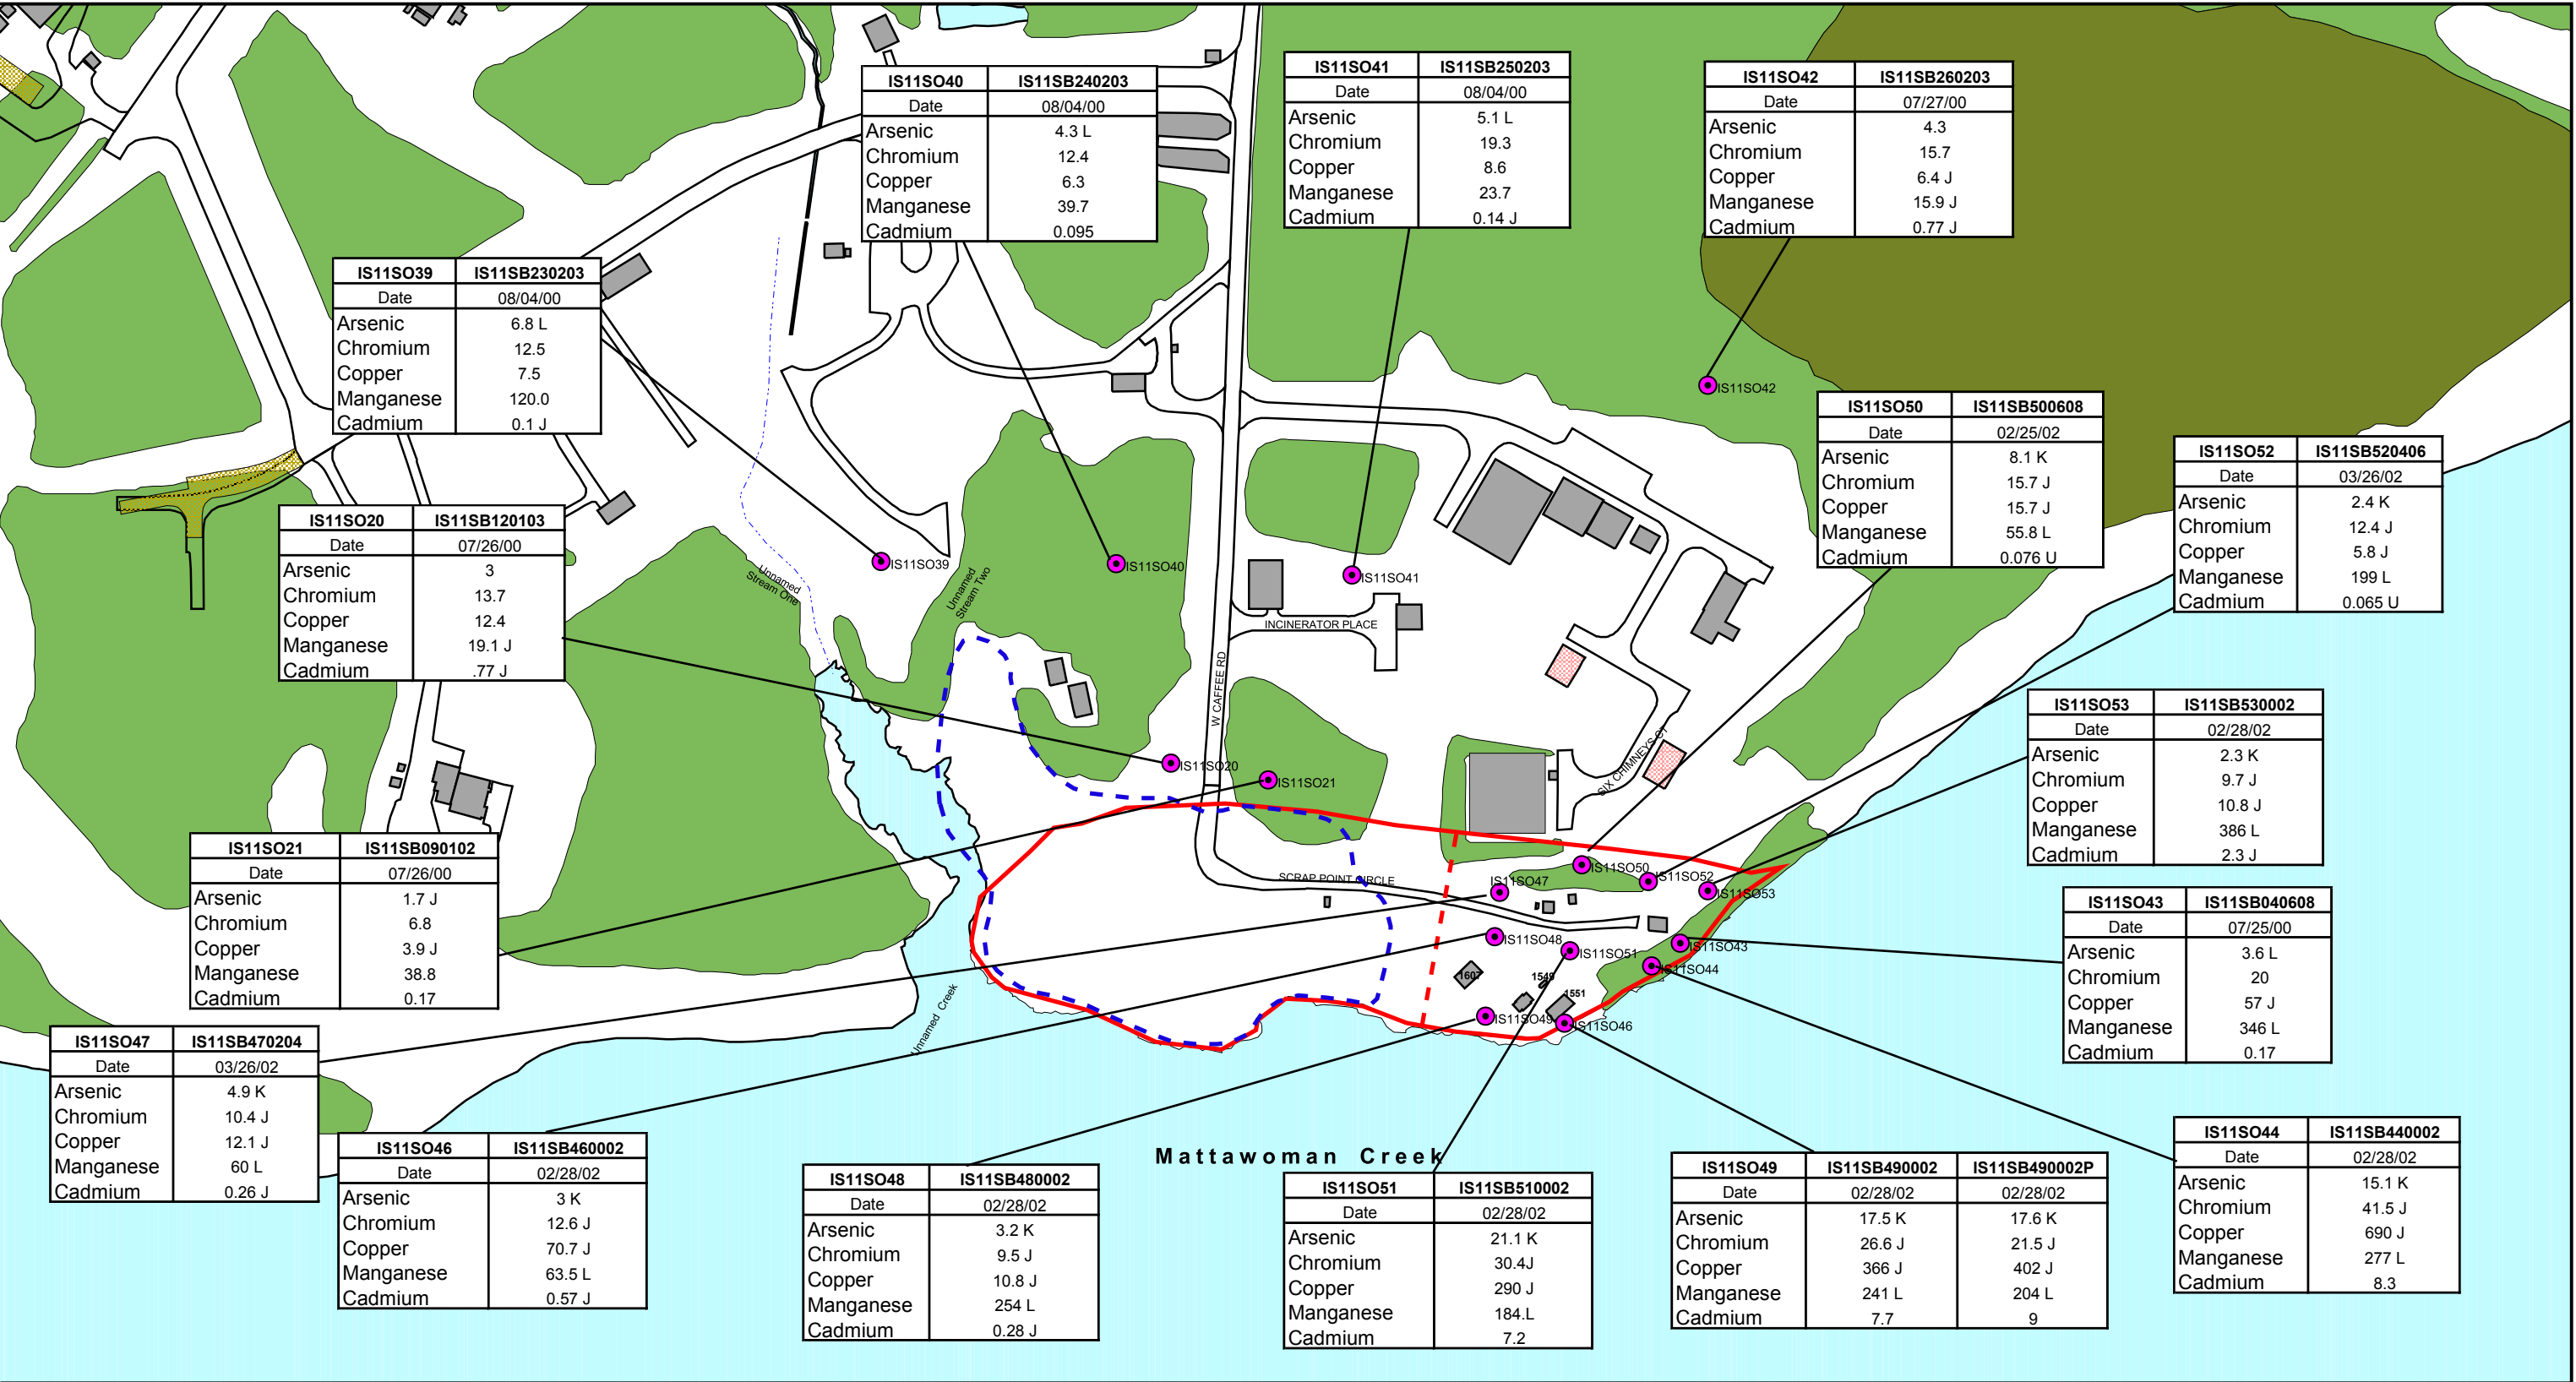 IS11SO40 IS11SB240203
Date 08/04/00
Arsenic 4.3 L
Chromium 12.4
Copper 6.3
Manganese 39.7
Cadmium 0.095
IS11SO41 IS11SB250203
Date 08/04/00
Arsenic 5.1 L
Chromium 19.3
Copper 8.6
Manganese 23.7
Cadmium 0.14 J
IS11SO42 IS11SB260203
Date 07/27/00
Arsenic 4.3
Chromium 15.7
Copper 6.4 J
Manganese 15.9 J
Cadmium 0.77 J
IS11SO39 IS11SB230203
Date 08/04/00
Arsenic 6.8 L
Chromium 12.5
Copper 7.5
Manganese 120.0
Cadmium 0.1 J
IS11SO42
IS11SO50 IS11SB500608
Date 02/25/02
Arsenic 8.1 K
Chromium 15.7 J
Copper 15.7 J
Manganese 55.8 L
Cadmium 0.076 U
IS11SO52 IS11SB520406
Date 03/26/02
Arsenic 2.4 K
Chromium 12.4 J
Copper 5.8 J
Manganese 199 L
Cadmium 0.065 U
IS11SO20 IS11SB120103
Date 07/26/00
Arsenic 3
Chromium 13.7
Copper 12.4
Manganese 19.1 J
Cadmium .77 J
Unnamed
Stream One
IS11SO39
Unnamed
Stream Two
IS11SO40
IS11SO41
INCINERATOR PLACE
W CAFFEE RD
SIX CHIMNEYS CT
IS11SO20
IS11SO21
IS11SO53 IS11SB530002
Date 02/28/02
Arsenic 2.3 K
Chromium 9.7 J
Copper 10.8 J
Manganese 386 L
Cadmium 2.3 J
IS11SO21 IS11SB090102
Date 07/26/00
Arsenic 1.7 J
Chromium 6.8
Copper 3.9 J
Manganese 38.8
Cadmium 0.17
SCRAP POINT CIRCLE
IS11SO47
IS11SO50
IS11SO52
IS11SO53
IS11SO48
IS11SO51
IS11SO43
IS11SO44
1607
1549
1551
IS11SO49
IS11SO46
Unnamed Creek
IS11SO43 IS11SB040608
Date 07/25/00
Arsenic 3.6 L
Chromium 20
Copper 57 J
Manganese 346 L
Cadmium 0.17
IS11SO47 IS11SB470204
Date 03/26/02
Arsenic 4.9 K
Chromium 10.4 J
Copper 12.1 J
Manganese 60 L
Cadmium 0.26 J
IS11SO46 IS11SB460002
Date 02/28/02
Arsenic 3 K
Chromium 12.6 J
Copper 70.7 J
Manganese 63.5 L
Cadmium 0.57 J
Mattawoman Creek
IS11SO48 IS11SB480002
Date 02/28/02
Arsenic 3.2 K
Chromium 9.5 J
Copper 10.8 J
Manganese 254 L
Cadmium 0.28 J
IS11SO51 IS11SB510002
Date 02/28/02
Arsenic 21.1 K
Chromium 30.4J
Copper 290 J
Manganese 184.L
Cadmium 7.2
IS11SO49 IS11SB490002 IS11SB490002P
Date 02/28/02 02/28/02
Arsenic 17.5 K 17.6 K
Chromium 26.6 J 21.5 J
Copper 366 J 402 J
Manganese 241 L 204 L
Cadmium 7.7 9
IS11SO44 IS11SB440002
Date 02/28/02
Arsenic 15.1 K
Chromium 41.5 J
Copper 690 J
Manganese 277 L
Cadmium 8.3